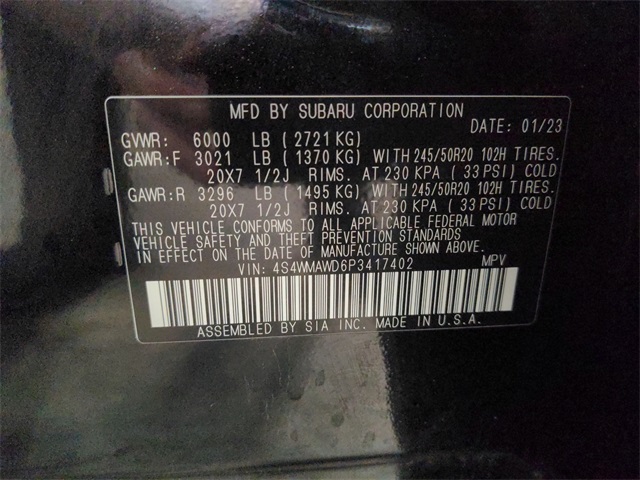 MFD BY SUBARU CORPORATION
DATE: 01/23
GVWR: 6000 LB (2721 KG)
GAWR:F 3021 LB (1370 KG) WITH 245/50R20 102H TIRES.
20X7 1/2J RIMS. AT 230 KPA (33 PSI) COLD
GAWR:R 3296 LB (1495 KG) WITH 245/50R20 102H TIRES.
20X7 1/2J RIMS. AT 230 KPA (33 PSI) COLD
THIS VEHICLE CONFORMS TO ALL APPLICABLE FEDERAL MOTOR
VEHICLE SAFETY AND THEFT PREVENTION STANDARDS
IN EFFECT ON THE DATE OF MANUFACTURE SHOWN ABOVE.
VIN: 4S4WMAWD6P3417402 MPV
ASSEMBLED BY SIA INC. MADE IN U.S.A.